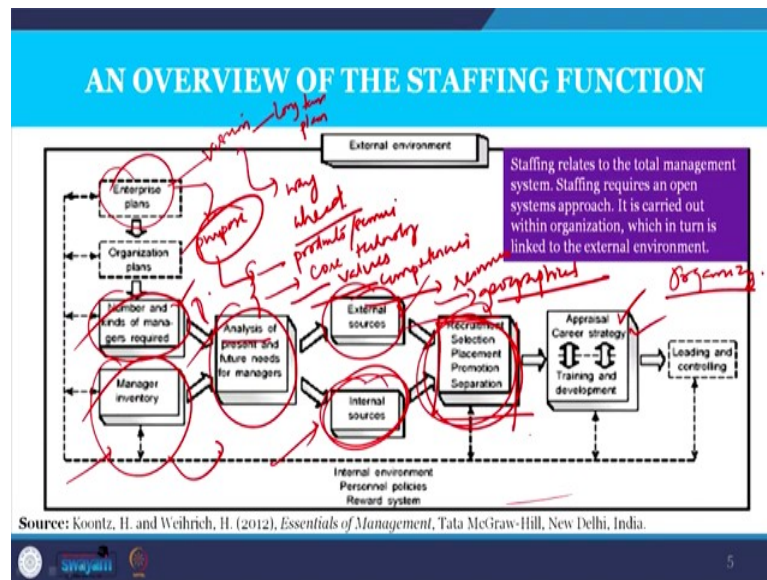 5
AN OVERVIEW OF THE STAFFING FUNCTION
long term
plan
External environment
Staffing relates to the total management
system. Staffing requires an open
systems approach. It is carried out
within organization, which in turn is
linked to the external environment.
Enterprise
plans
purpose
way
ahead
Organization
plans
products/
core technology
values
competencies
geographical
Number and
kinds of mana-
gers required
Analysis of
present and
future needs
for managers
External
sources
Recruitment
Selection
Placement
Promotion
Separation
Appraisal
Career strategy
Training and
development
Leading and
controlling
Manager
inventory
Internal
sources
Internal environment
Personnel policies
Reward system
Source: Koontz, H. and Weihrich, H. (2012), Essentials of Management, Tata McGraw-Hill, New Delhi, India.
swayam
5